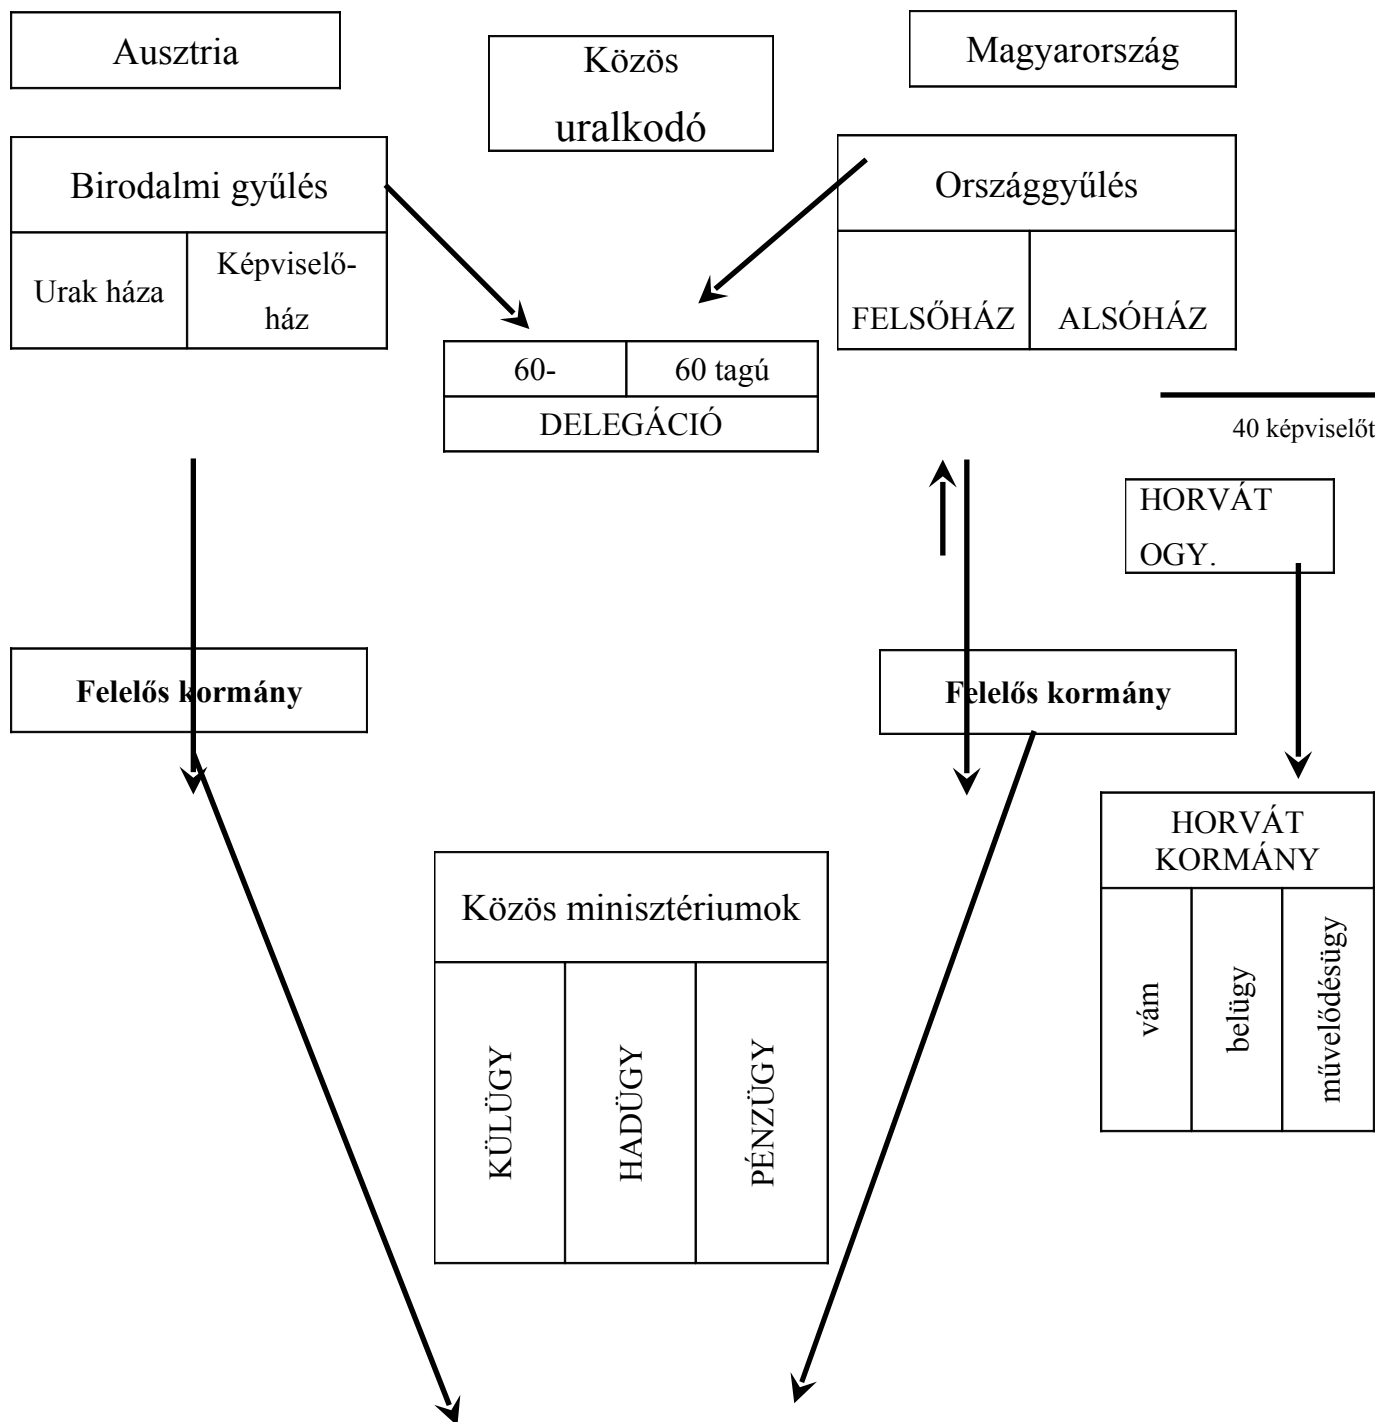 Ausztria
Közös
uralkodó
Magyarország
Birodalmi gyűlés
Urak háza
Képviselő-
ház
Országgyűlés
FELSŐHÁZ
ALSÓHÁZ
60-
60 tagú
DELEGÁCIÓ
40 képviselőt
HORVÁT
OGY.
Felelős kormány
Felelős kormány
HORVÁT
KORMÁNY
vám
belügy
művelődésügy
Közös minisztériumok
KÜLÜGY
HADÜGY
PÉNZÜGY